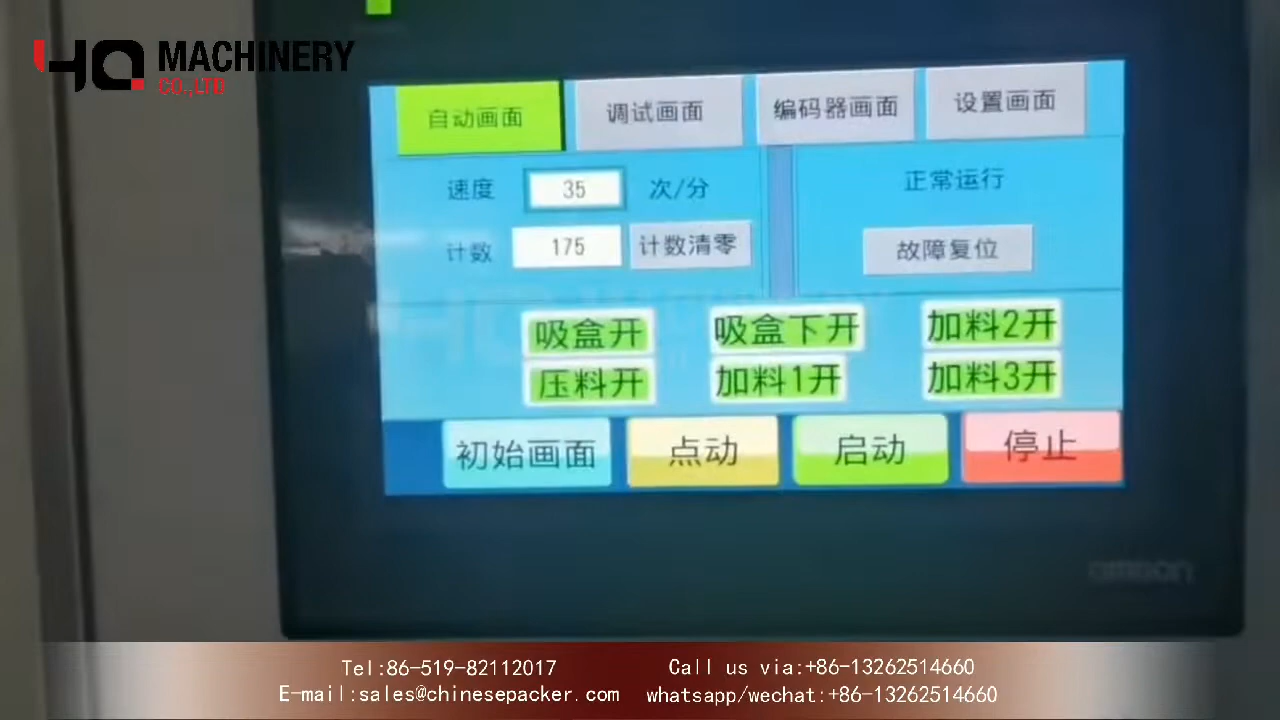 HQ MACHINERY
CO.,LTD
自动画面 调试画面 编码器画面 设置画面
速度 35 次/分 正常运行
计数 175 计数清零 故障复位
吸盒开 吸盒下开 加料2开
压料开 加料1开 加料3开
初始画面 点动 启动 停止
omron
Tel:86-519-82112017 Call us via:+86-13262514660
E-mail:sales@chinesepacker.com whatsapp/wechat:+86-13262514660